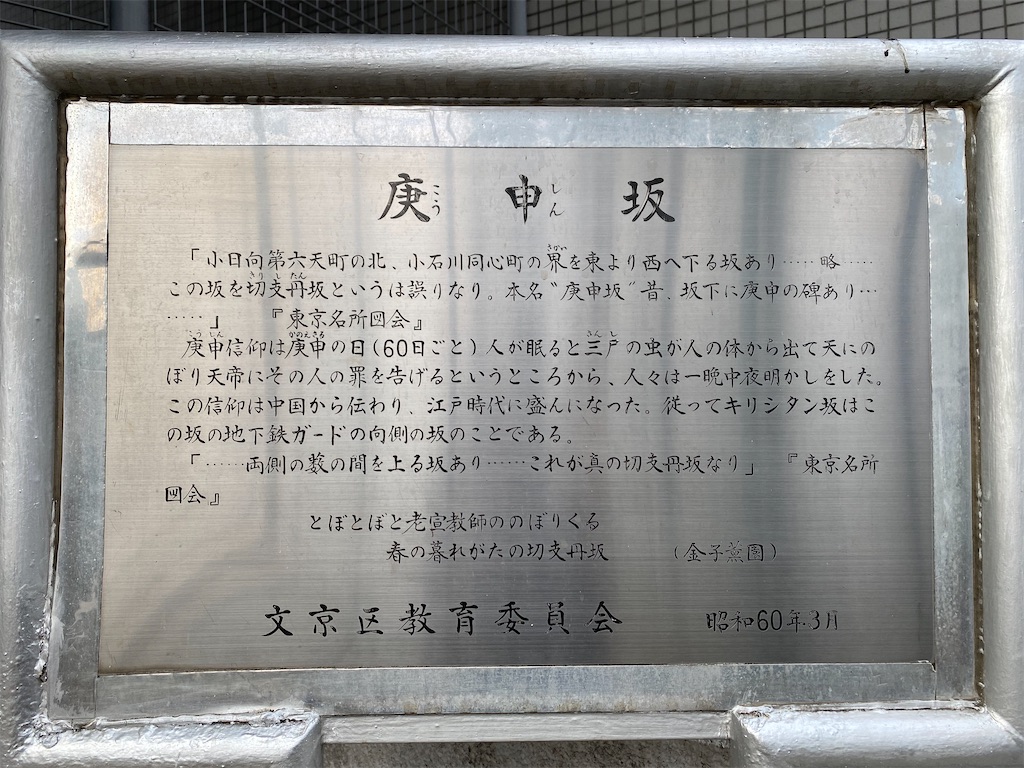 庚申坂
「小日向第六天町の北、小石川同心町の界を東より西へ下る坂あり……略……
この坂を切支丹坂というは誤りなり。本名〝庚申坂〟昔、坂下に庚申の碑あり…
……」　『東京名所図会』
庚申信仰は庚申の日(60日ごと)人が眠ると三尸の虫が人の体から出て天にの
ぼり天帝にその人の罪を告げるというところから、人々は一晩中夜明かしをした。
この信仰は中国から伝わり、江戸時代に盛んになった。従ってキリシタン坂はこ
の坂の地下鉄ガードの向側の坂のことである。
「……両側の藪の間を上る坂あり……これが真の切支丹坂なり」　『東京名所
図会』
とぼとぼと老宣教師ののぼりくる
春の暮れがたの切支丹坂　　(金子薫園)
文京区教育委員会　　昭和60年3月